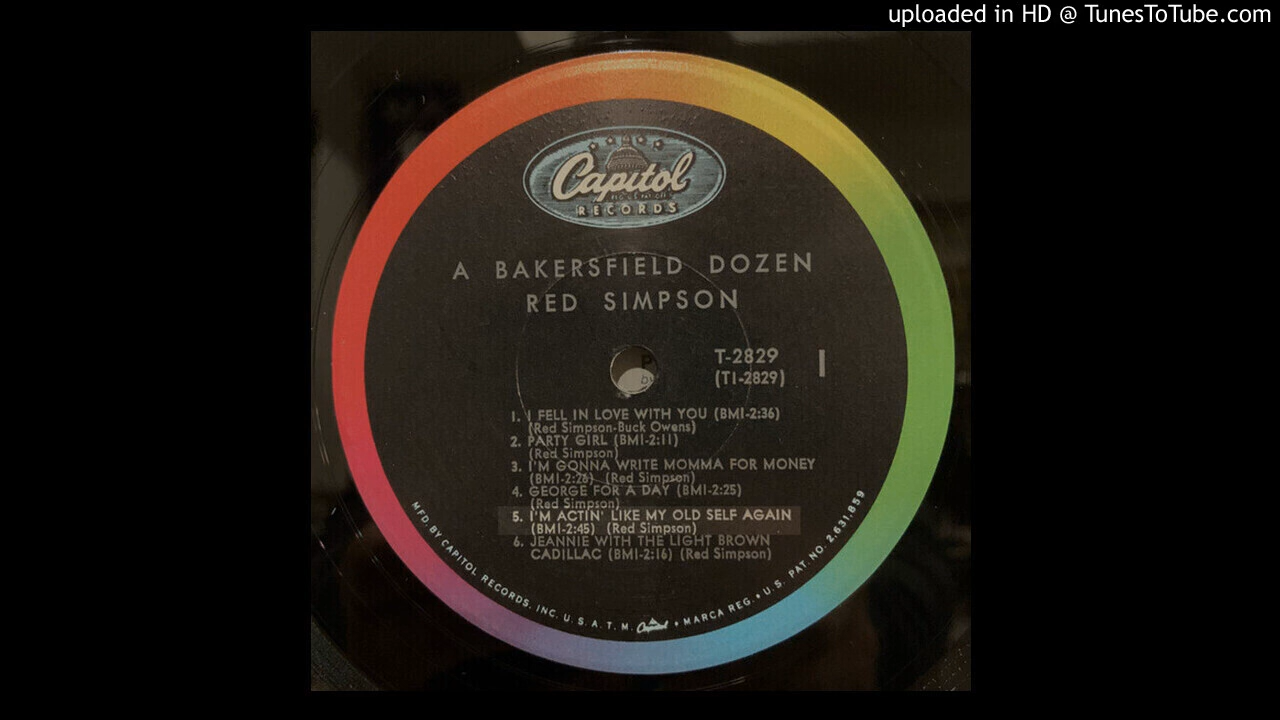 uploaded in HD @ TunesToTube.com
Capitol
RECORDS
A BAKERSFIELD DOZEN
RED SIMPSON
T-2829
(T1-2829)
1
1. I FELL IN LOVE WITH YOU (BMI-2:36)
(Red Simpson-Buck Owens)
2. PARTY GIRL (BMI-2:11)
(Red Simpson)
3. I'M GONNA WRITE MOMMA FOR MONEY
(BMI-2:26) (Red Simpson)
4. GEORGE FOR A DAY (BMI-2:25)
(Red Simpson)
5. I'M ACTIN' LIKE MY OLD SELF AGAIN
(BMI-2:45) (Red Simpson)
6. JEANNIE WITH THE LIGHT BROWN
CADILLAC (BMI-2:16) (Red Simpson)
MFD. BY CAPITOL RECORDS, INC. U.S.A. T.M. Capitol • MARCA REG. • U.S. PAT. NO. 2,631,859